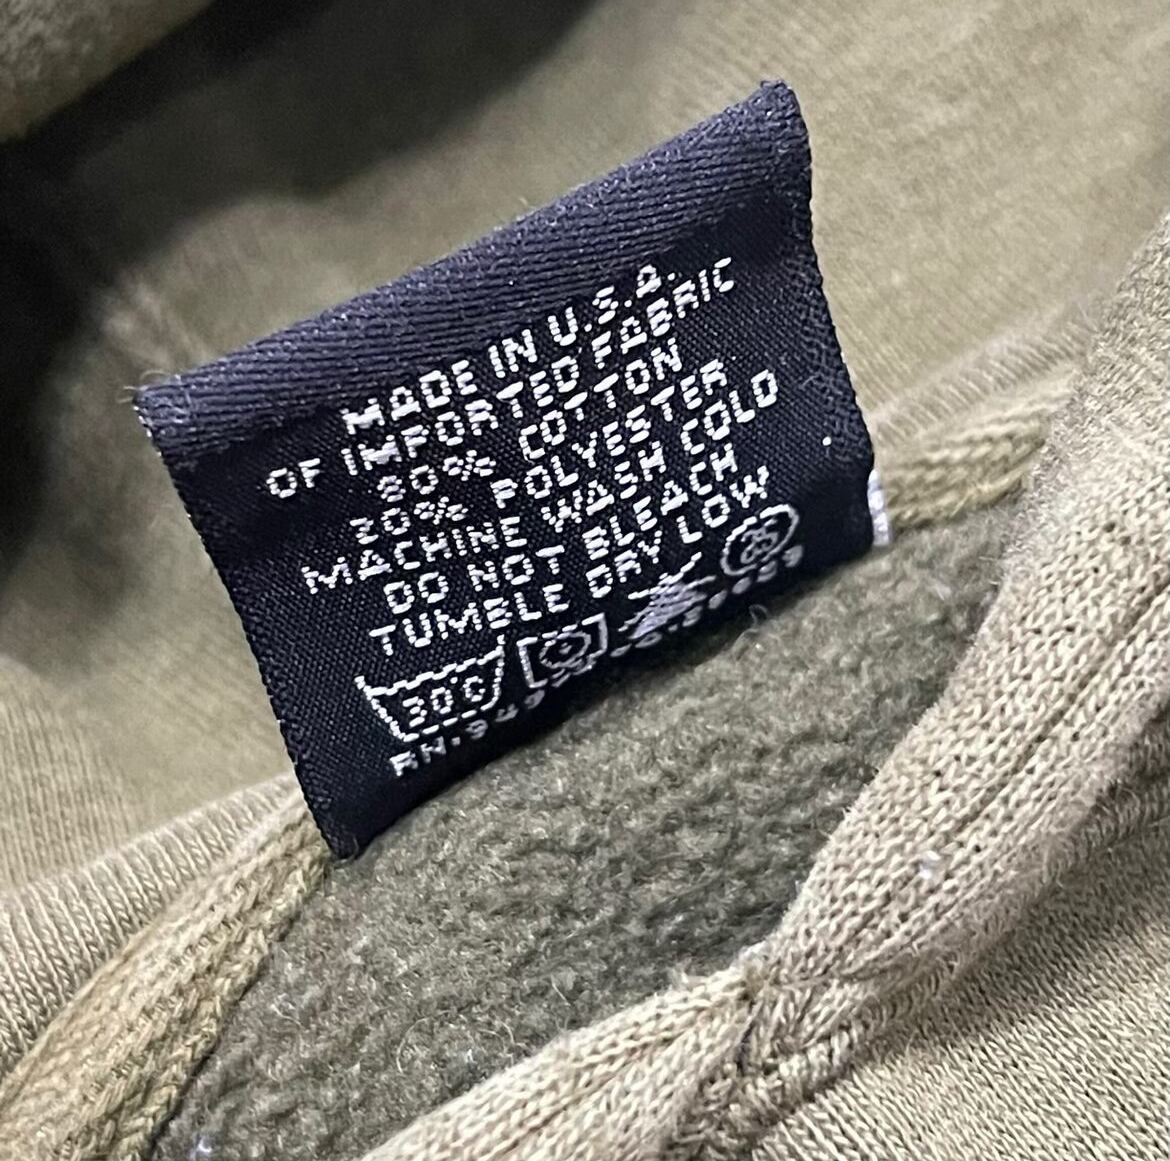 MADE IN U.S.A.
OF IMPORTED FABRIC
80% COTTON
20% POLYESTER
MACHINE WASH COLD
DO NOT BLEACH
TUMBLE DRY LOW
30°C